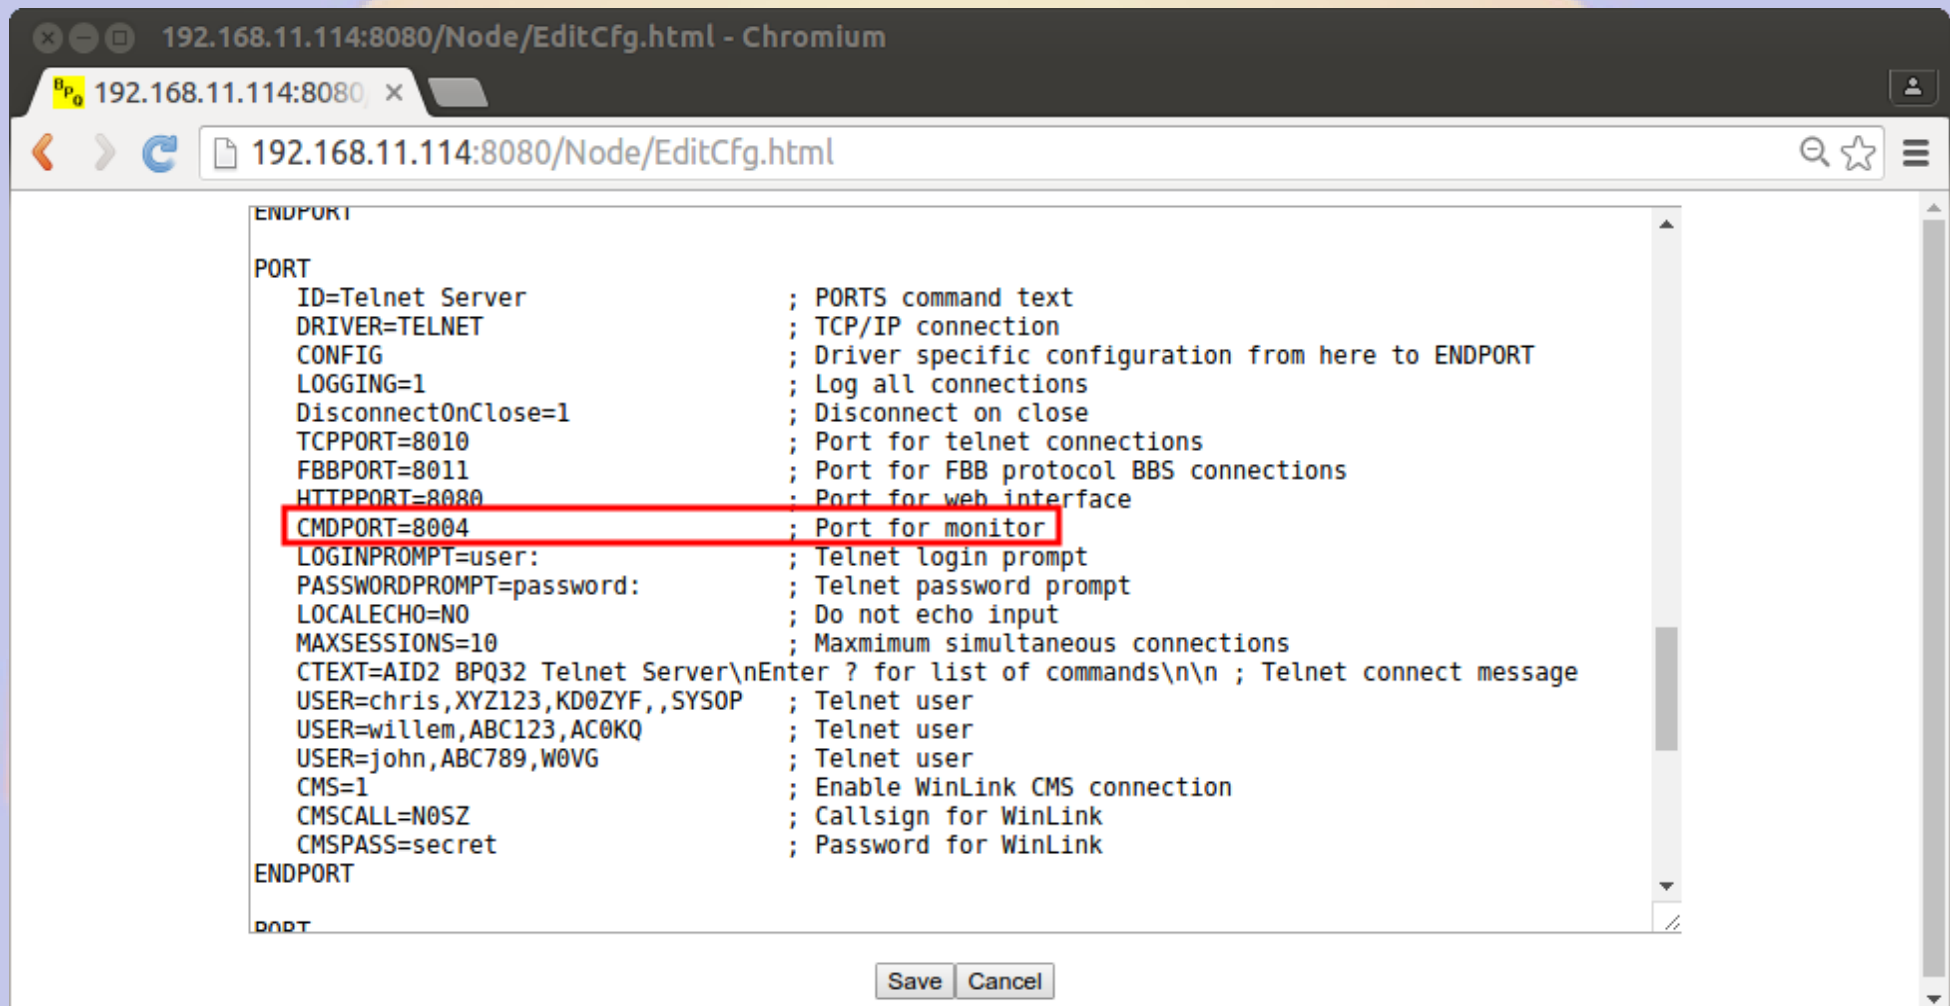 192.168.11.114:8080/Node/EditCfg.html - Chromium
BPQ 192.168.11.114:8080
192.168.11.114:8080/Node/EditCfg.html
ENDPORT
PORT
ID=Telnet Server ; PORTS command text
DRIVER=TELNET ; TCP/IP connection
CONFIG ; Driver specific configuration from here to ENDPORT
LOGGING=1 ; Log all connections
DisconnectOnClose=1 ; Disconnect on close
TCPPORT=8010 ; Port for telnet connections
FBBPORT=8011 ; Port for FBB protocol BBS connections
HTTPPORT=8080 ; Port for web interface
CMDPORT=8004 ; Port for monitor
LOGINPROMPT=user: ; Telnet login prompt
PASSWORDPROMPT=password: ; Telnet password prompt
LOCALECHO=NO ; Do not echo input
MAXSESSIONS=10 ; Maxmimum simultaneous connections
CTEXT=AID2 BPQ32 Telnet Server\nEnter ? for list of commands\n\n ; Telnet connect message
USER=chris,XYZ123,KD0ZYF,,SYSOP ; Telnet user
USER=willem,ABC123,AC0KQ ; Telnet user
USER=john,ABC789,W0VG ; Telnet user
CMS=1 ; Enable WinLink CMS connection
CMSCALL=N0SZ ; Callsign for WinLink
CMSPASS=secret ; Password for WinLink
ENDPORT
PORT
Save Cancel